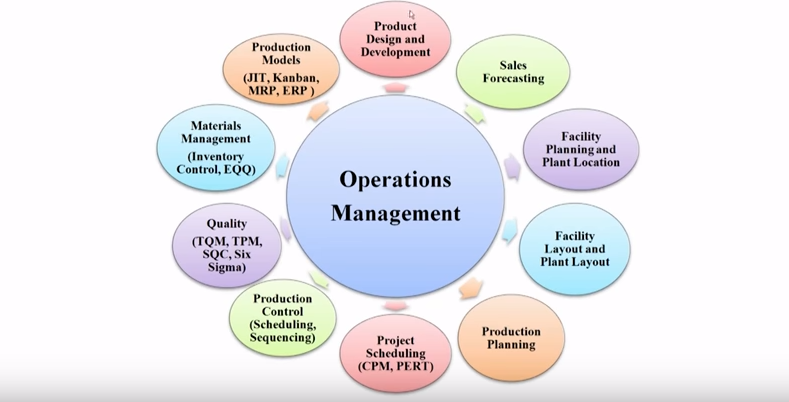 Product
Design and
Development
Sales
Forecasting
Facility
Planning and
Plant Location
Facility
Layout and
Plant Layout
Production
Planning
Project
Scheduling
(CPM, PERT)
Production
Control
(Scheduling,
Sequencing)
Quality
(TQM, TPM,
SQC, Six
Sigma)
Materials
Management
(Inventory
Control, EQQ)
Production
Models
(JIT, Kanban,
MRP, ERP )
Operations
Management